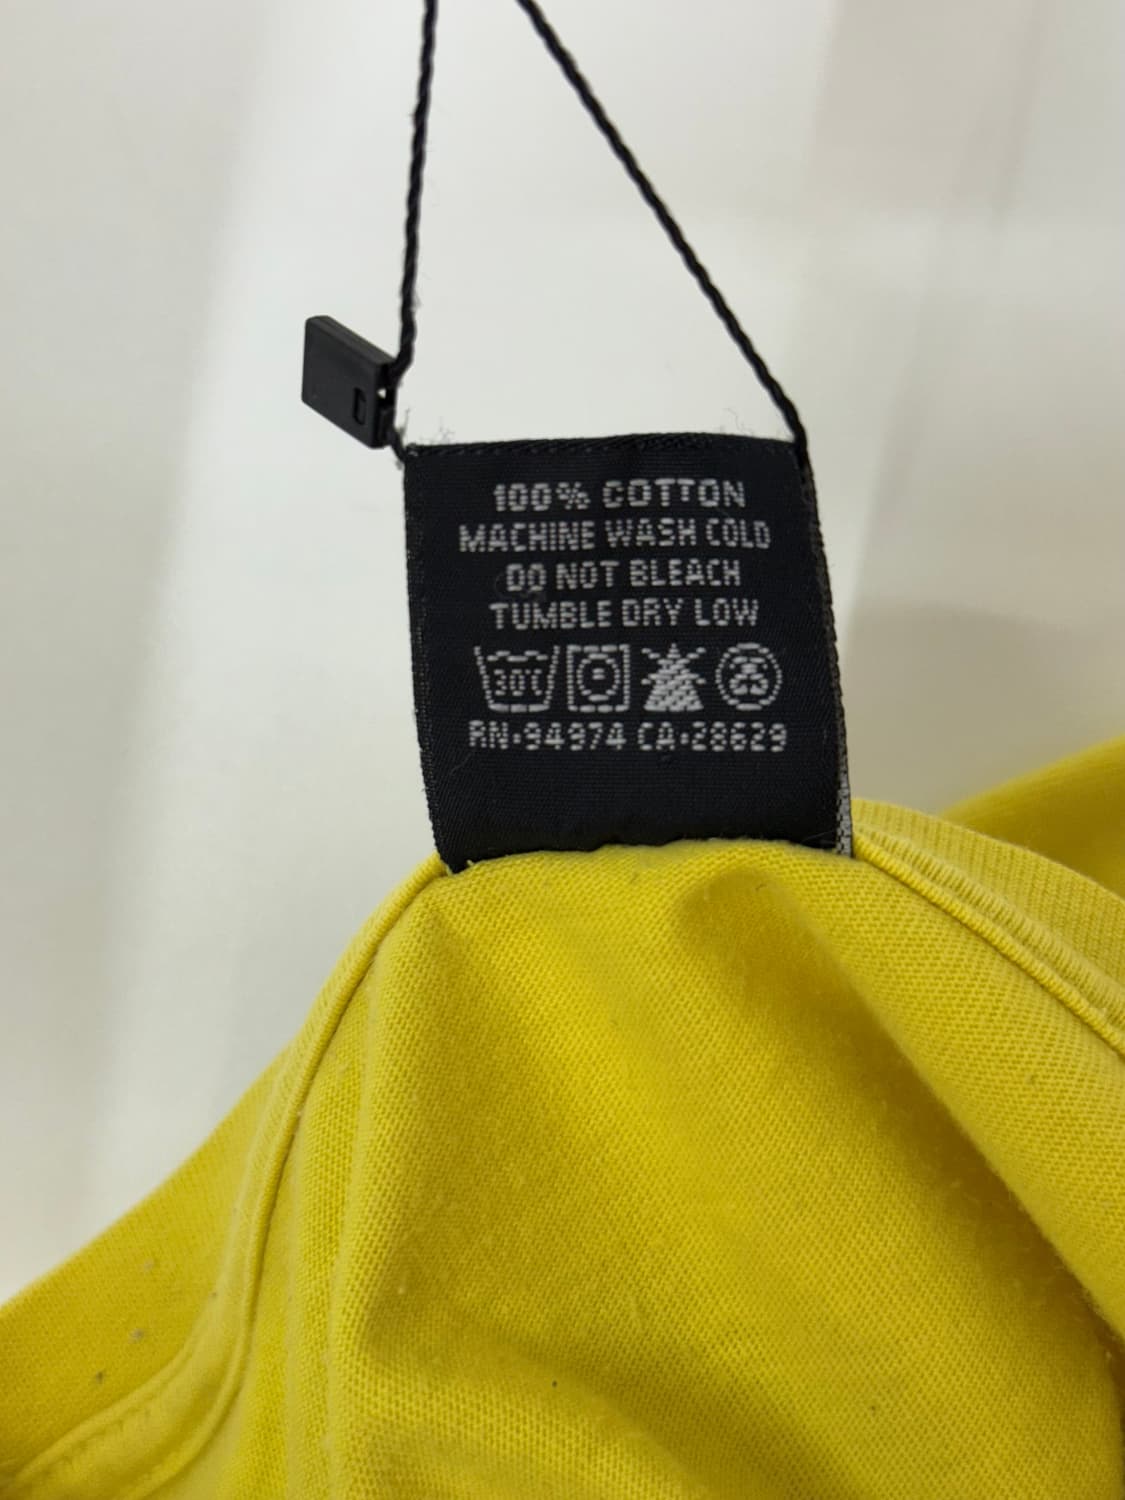 100% COTTON
MACHINE WASH COLD
DO NOT BLEACH
TUMBLE DRY LOW
30°C
RN•94974 CA•28629